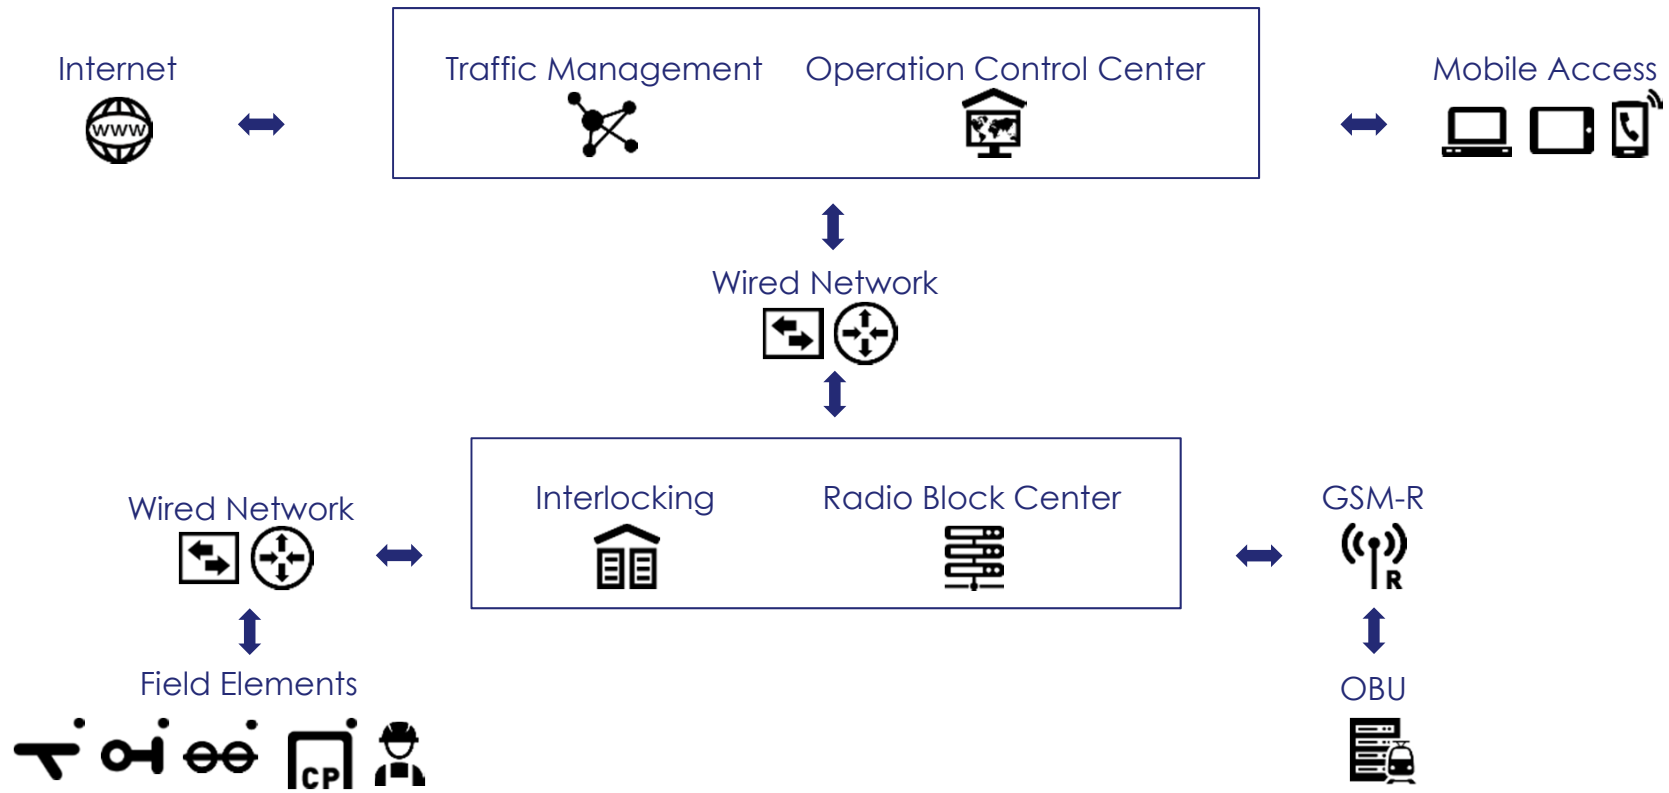 Internet
Traffic Management
Operation Control Center
Mobile Access
www
Wired Network
Wired Network
Interlocking
Radio Block Center
GSM-R
R
Field Elements
OBU
CP